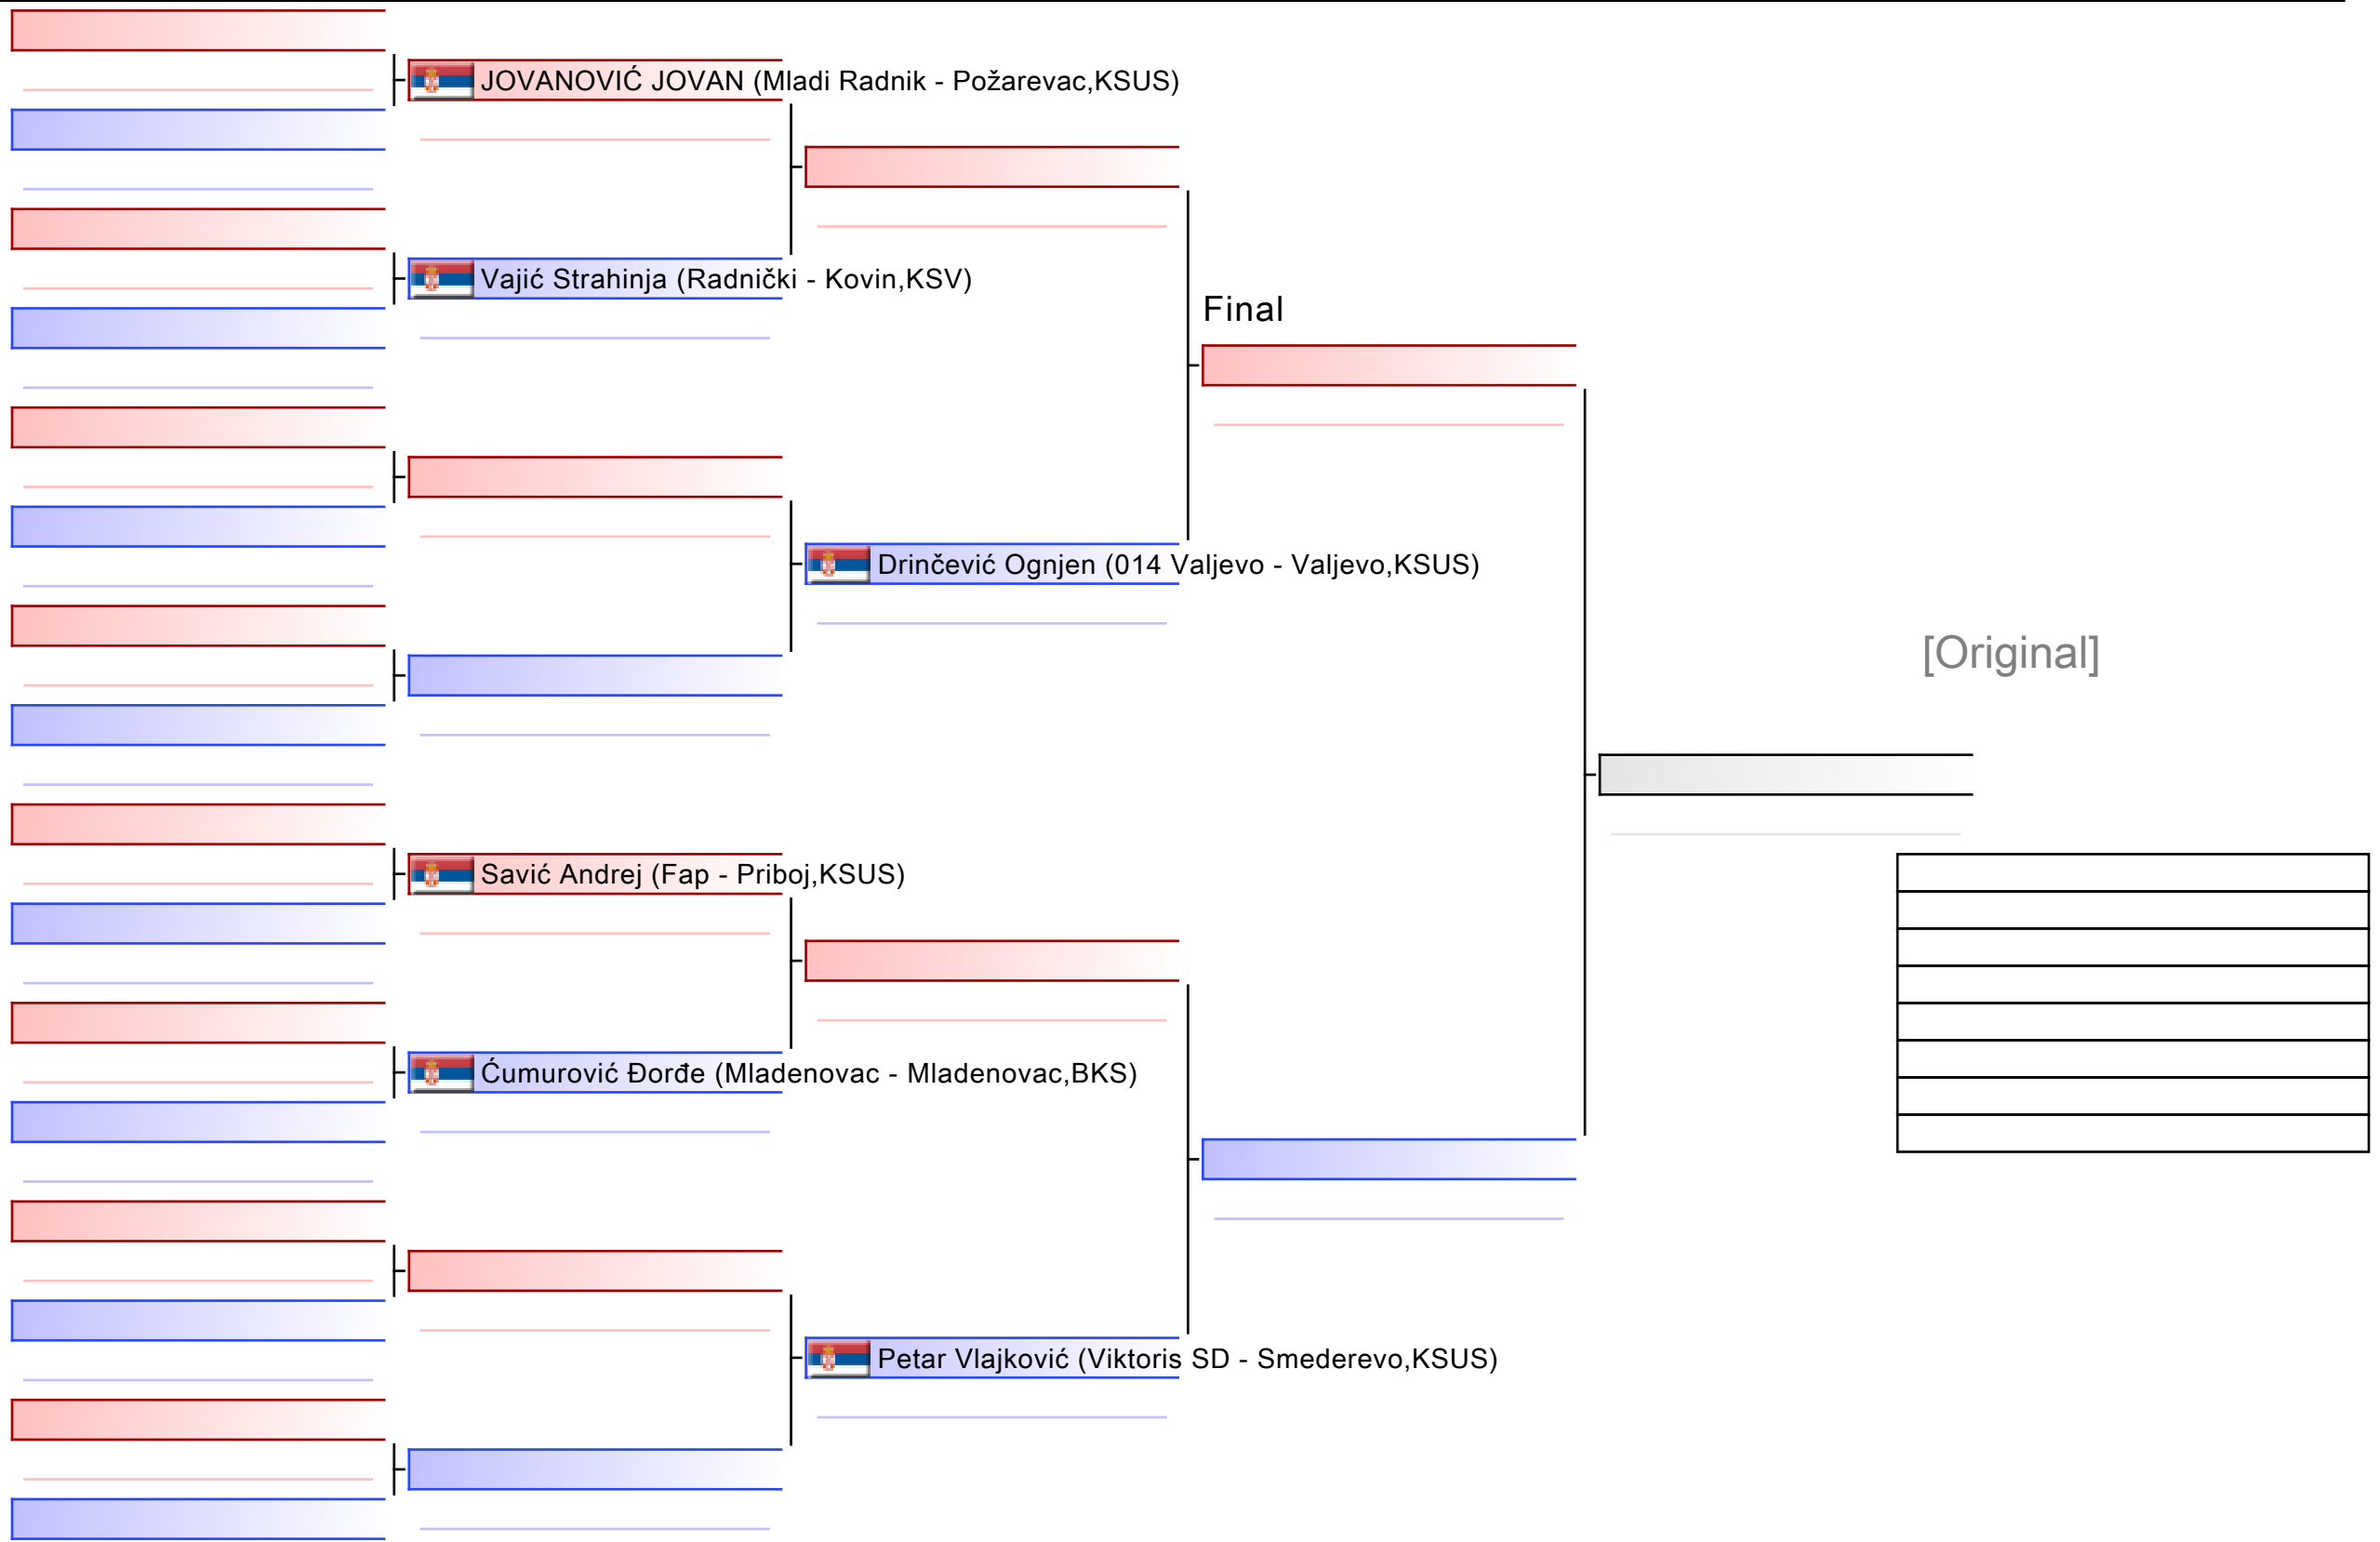 JOVANOVIĆ JOVAN (Mladi Radnik - Požarevac,KSUS)
Vajić Strahinja (Radnički - Kovin,KSV)
Final
Drinčević Ognjen (014 Valjevo - Valjevo,KSUS)
[Original]
Savić Andrej (Fap - Priboj,KSUS)
Ćumurović Đorđe (Mladenovac - Mladenovac,BKS)
Petar Vlajković (Viktoris SD - Smederevo,KSUS)